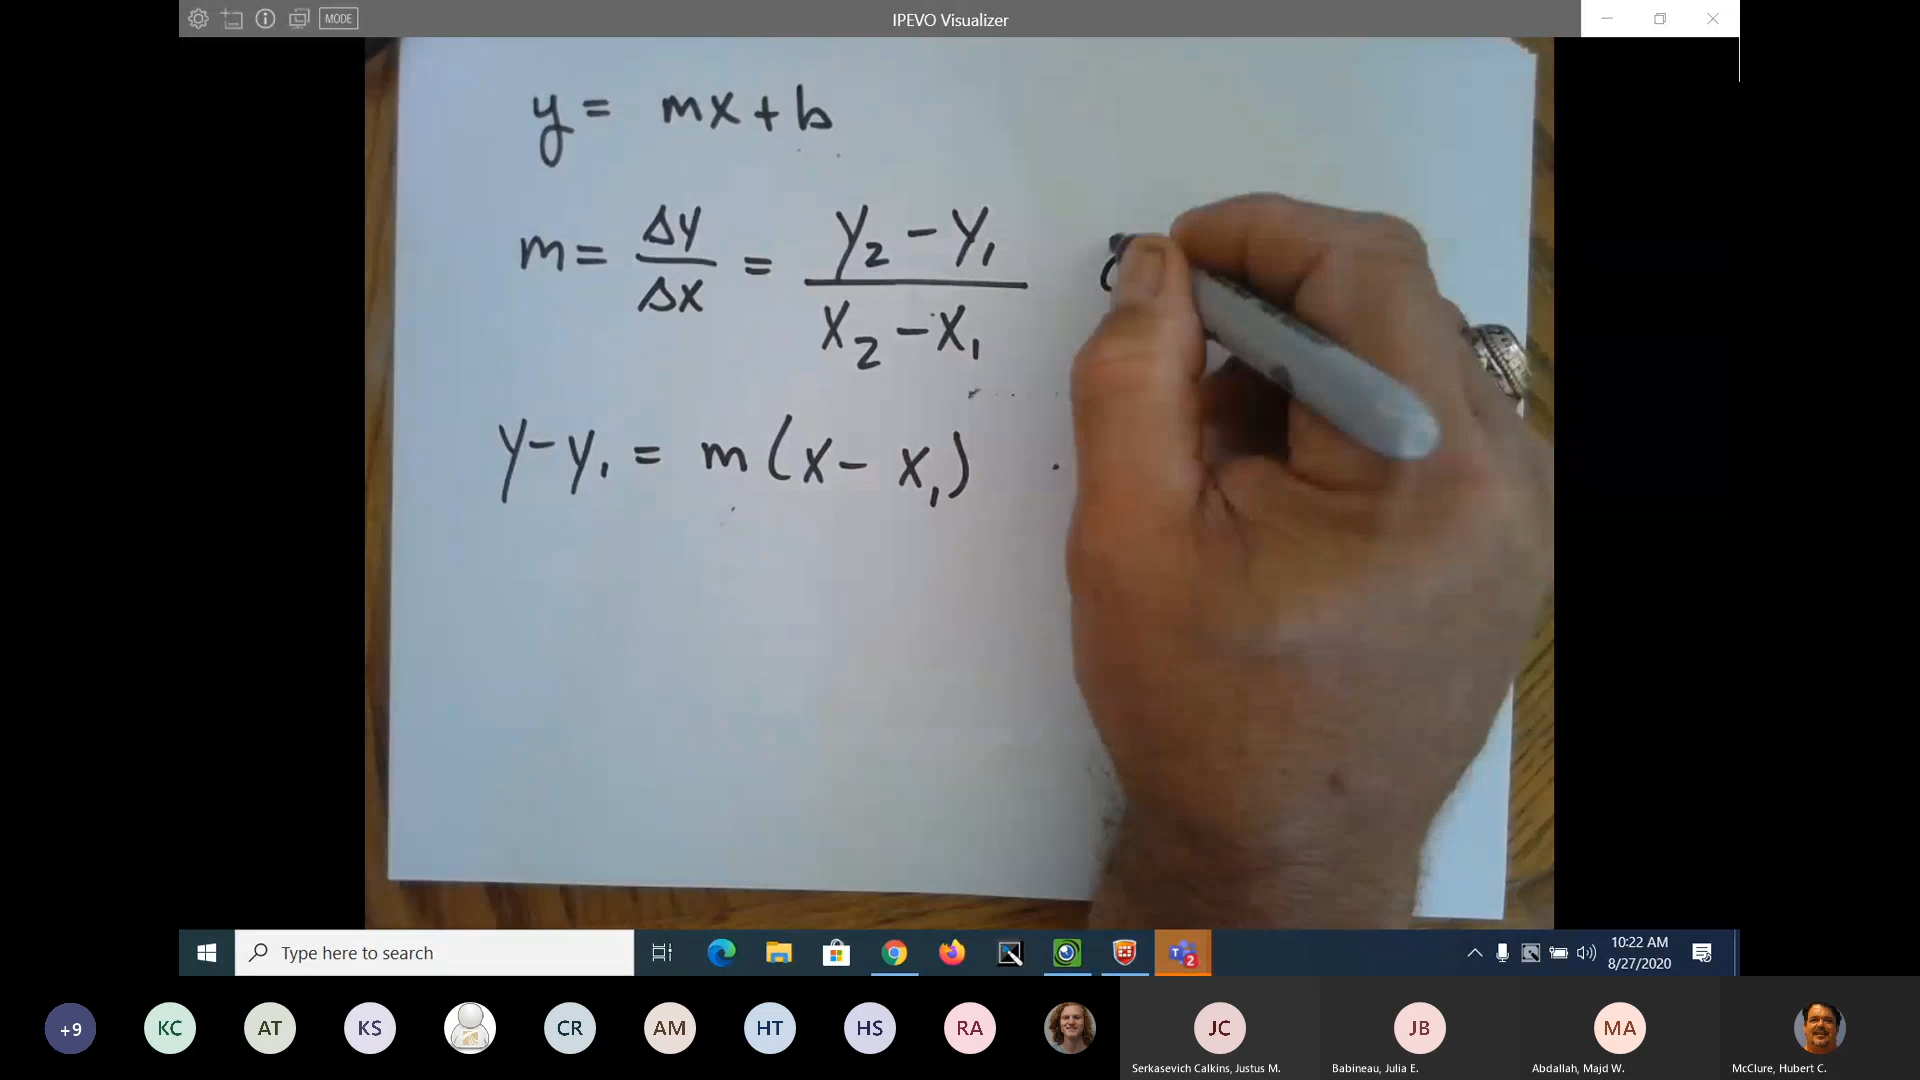 MODE
IPEVO Visualizer
y = mx + b
m = Δy/Δx = y₂ - y₁ / x₂ - x₁
y - y₁ = m(x - x₁)
Type here to search
2
10:22 AM
8/27/2020
+9
KC
AT
KS
CR
AM
HT
HS
RA
JC
JB
MA
Serkasevich Calkins, Justus M.
Babineau, Julia E.
Abdallah, Majd W.
McClure, Hubert C.